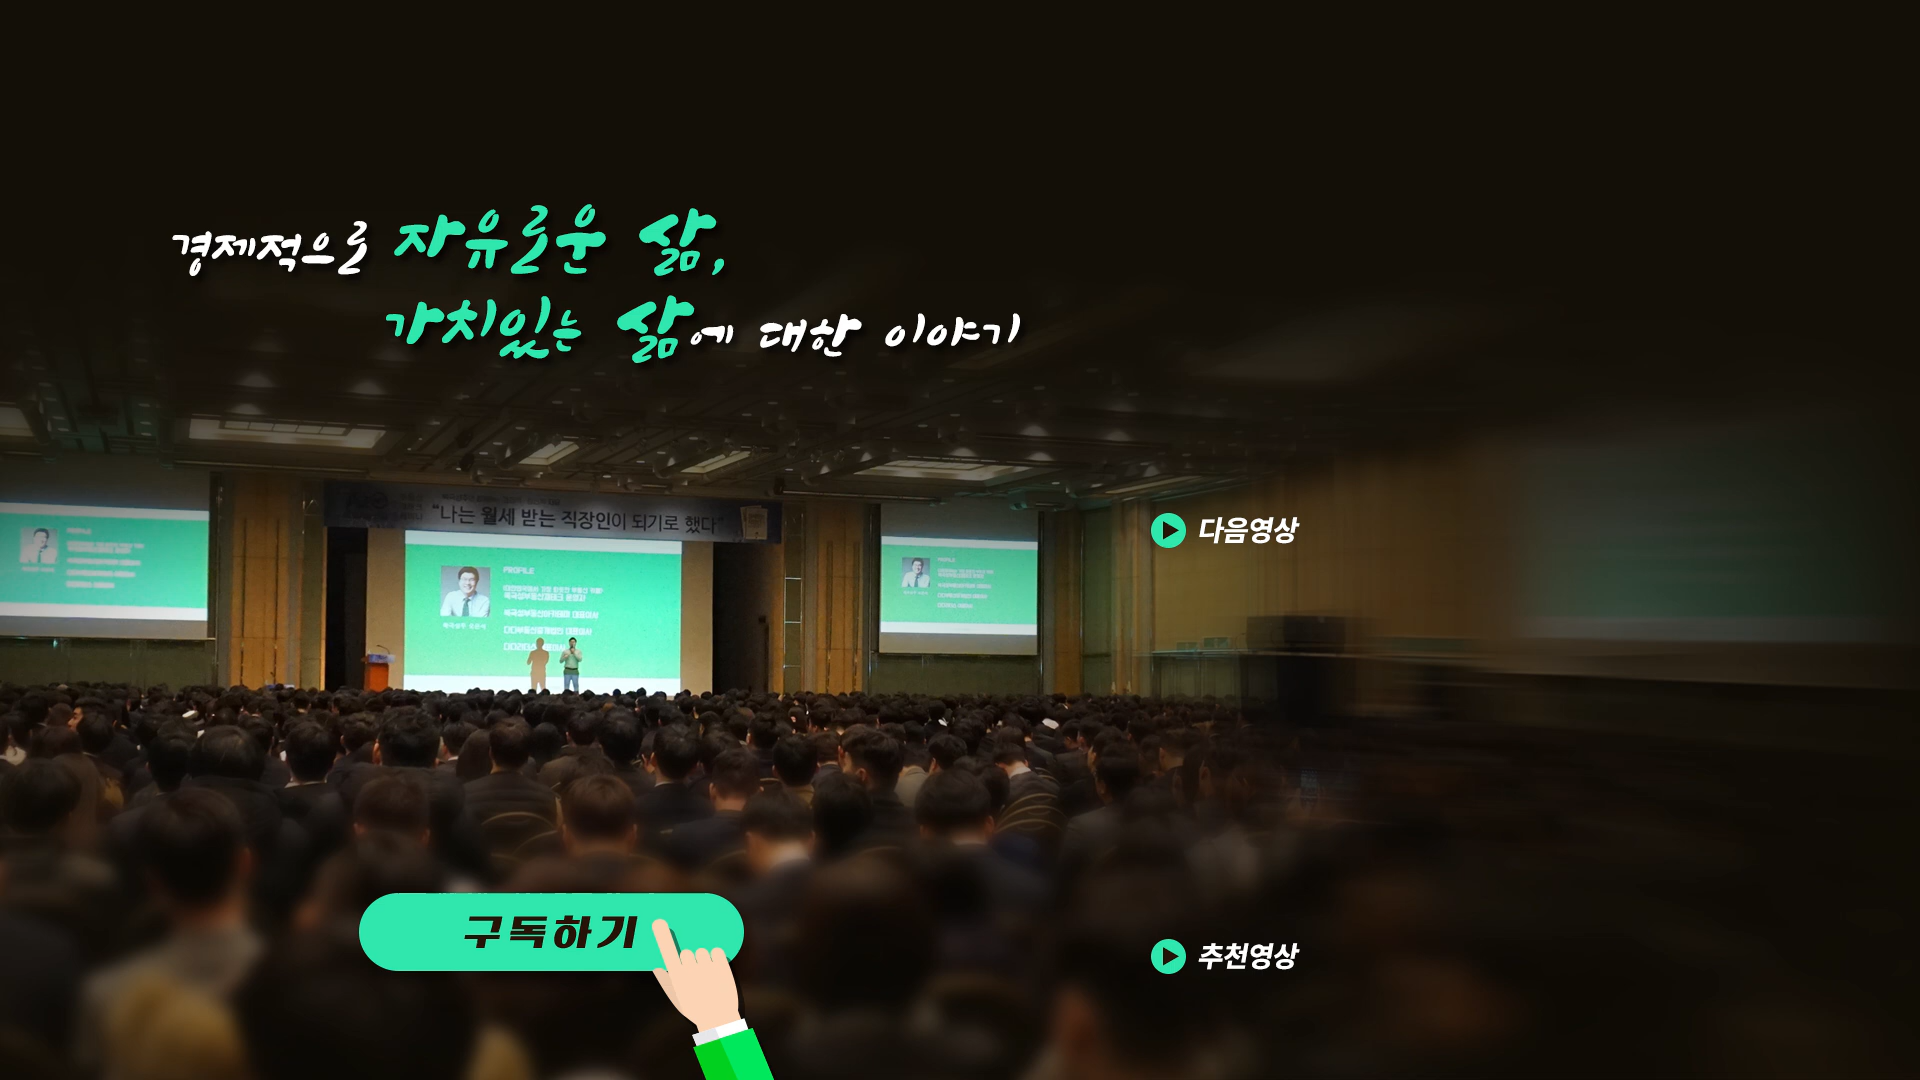 경제적으로 자유로운 삶,
가치있는 삶에 대한 이야기
"나는 월세 받는 직장인이 되기로 했다"
PROFILE
다음영상
구독하기
추천영상